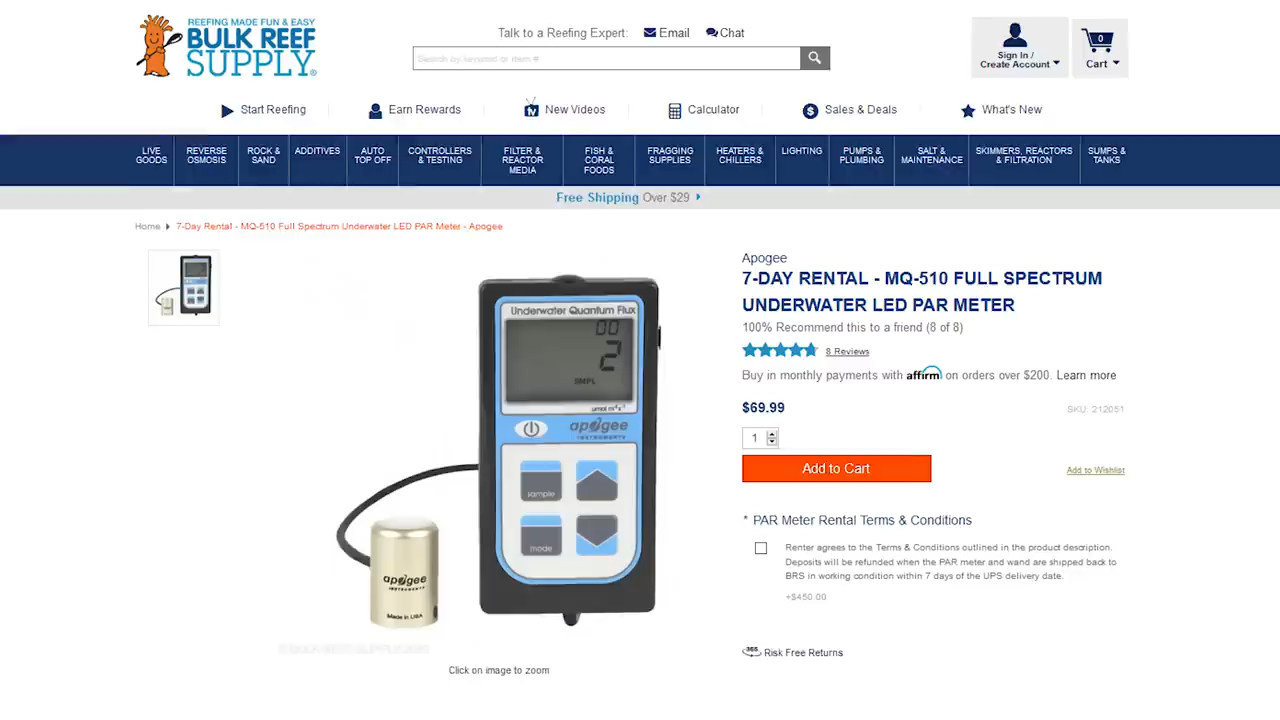 REEFING MADE FUN & EASY
BULK REEF
SUPPLY
Talk to a Reefing Expert: Email Chat
Search by keyword or item #
Sign In /
Create Account
0
Cart
Start Reefing
Earn Rewards
tv
New Videos
Calculator
$
Sales & Deals
What's New
LIVE
GOODS
REVERSE
OSMOSIS
ROCK &
SAND
ADDITIVES
AUTO
TOP OFF
CONTROLLERS
& TESTING
FILTER &
REACTOR
MEDIA
FISH &
CORAL
FOODS
FRAGGING
SUPPLIES
HEATERS &
CHILLERS
LIGHTING
PUMPS &
PLUMBING
SALT &
MAINTENANCE
SKIMMERS, REACTORS
& FILTRATION
SUMPS &
TANKS
Free Shipping Over $29
Home 7-Day Rental - MQ-510 Full Spectrum Underwater LED PAR Meter - Apogee
Underwater Quantum Flux
00
2
SMPL
apogee
INSTRUMENTS
sample
mode
apogee
INSTRUMENTS
Made in USA
Click on image to zoom
Apogee
7-DAY RENTAL - MQ-510 FULL SPECTRUM
UNDERWATER LED PAR METER
100% Recommend this to a friend (8 of 8)
8 Reviews
Buy in monthly payments with affirm on orders over $200. Learn more
$69.99
SKU: 212051
1
Add to Cart
Add to Wishlist
* PAR Meter Rental Terms & Conditions
Renter agrees to the Terms & Conditions outlined in the product description.
Deposits will be refunded when the PAR meter and wand are shipped back to
BRS in working condition within 7 days of the UPS delivery date.
+$450.00
365
Risk Free Returns